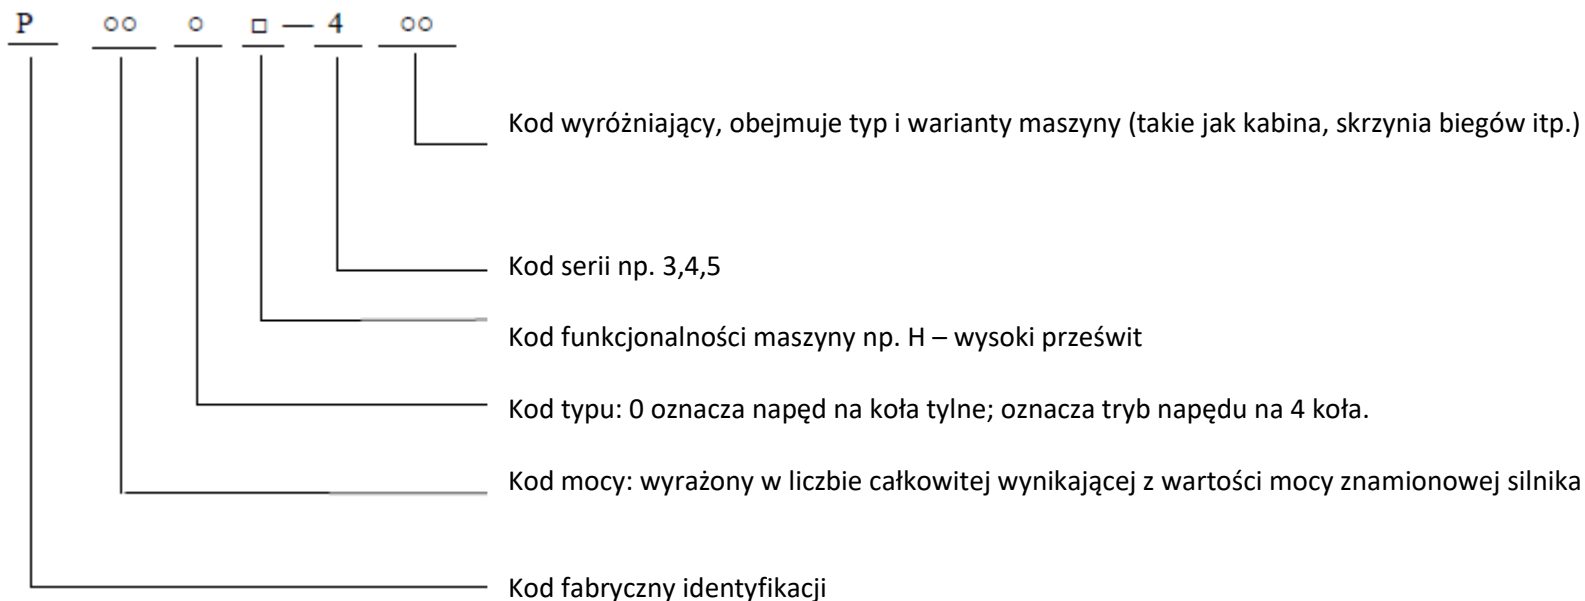 P ○○ ○ □ — 4 ○○
Kod wyróżniający, obejmuje typ i warianty maszyny (takie jak kabina, skrzynia biegów itp.)
Kod serii np. 3,4,5
Kod funkcjonalności maszyny np. H – wysoki prześwit
Kod typu: 0 oznacza napęd na koła tylne; oznacza tryb napędu na 4 koła.
Kod mocy: wyrażony w liczbie całkowitej wynikającej z wartości mocy znamionowej silnika
Kod fabryczny identyfikacji